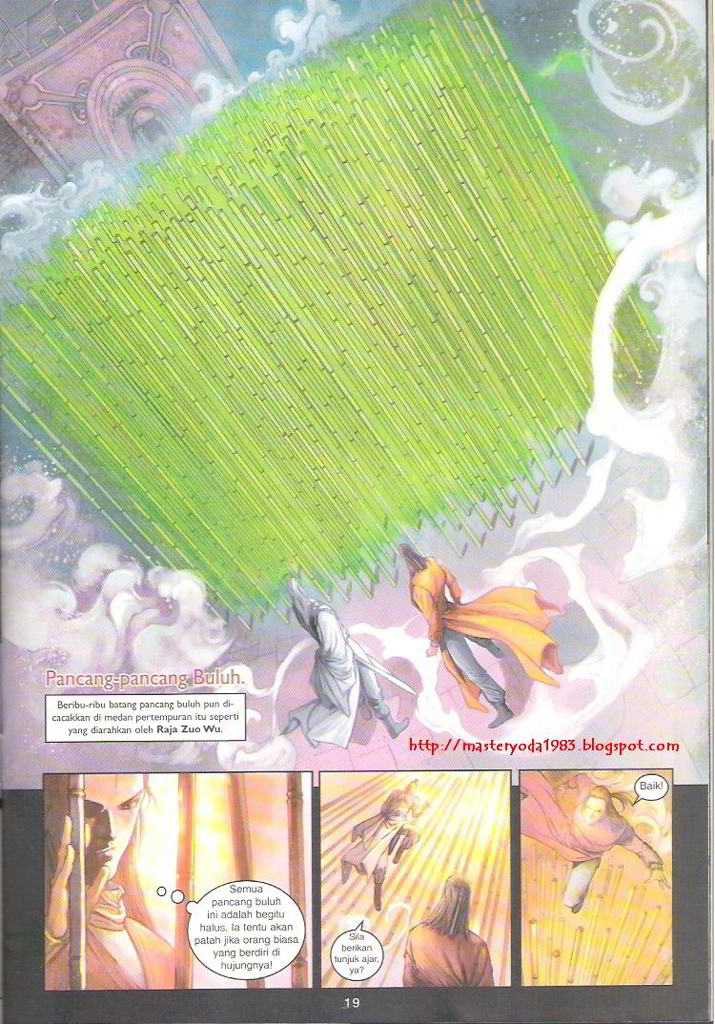 Pancang-pancang Buluh.
Beribu-ribu batang pancang buluh pun di-
cacakkan di medan pertempuran itu seperti
yang diarahkan oleh Raja Zuo Wu.
http://masteryoda1983.blogspot.com
Semua
pancang buluh
ini adalah begitu
halus. Ia tentu akan
patah jika orang biasa
yang berdiri di
hujungnya!
Sila
berikan
tunjuk ajar,
ya?
Baik!
19